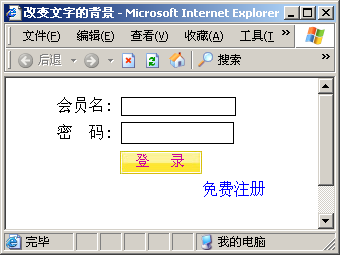 改变文字的背景 - Microsoft Internet Explorer
文件(F) 编辑(E) 查看(V) 收藏(A) 工具(T »
后退 搜索 »
会员名:
密 码:
登 录
免费注册
完毕 我的电脑